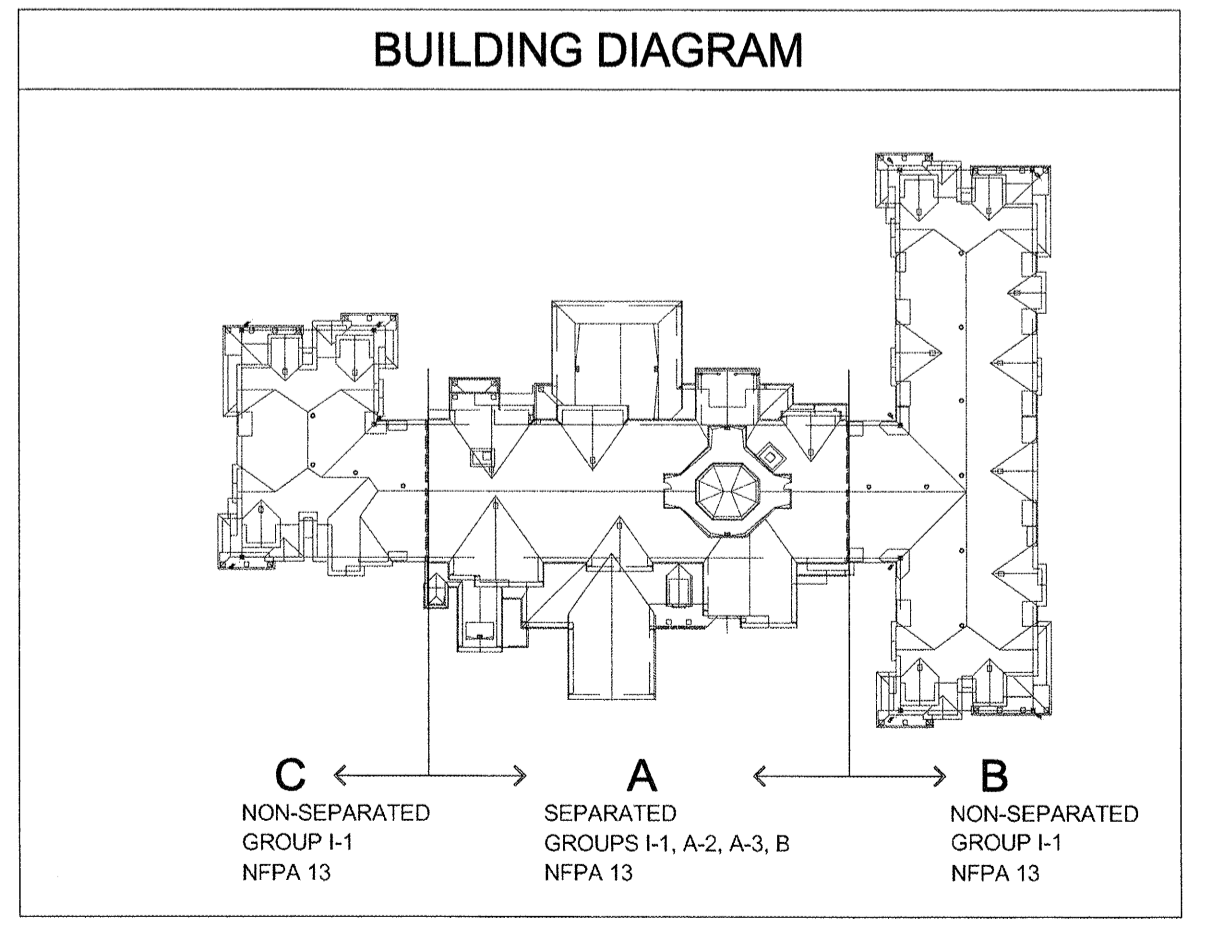 BUILDING DIAGRAM
C
NON-SEPARATED
GROUP I-1
NFPA 13
A
SEPARATED
GROUPS I-1, A-2, A-3, B
NFPA 13
B
NON-SEPARATED
GROUP I-1
NFPA 13